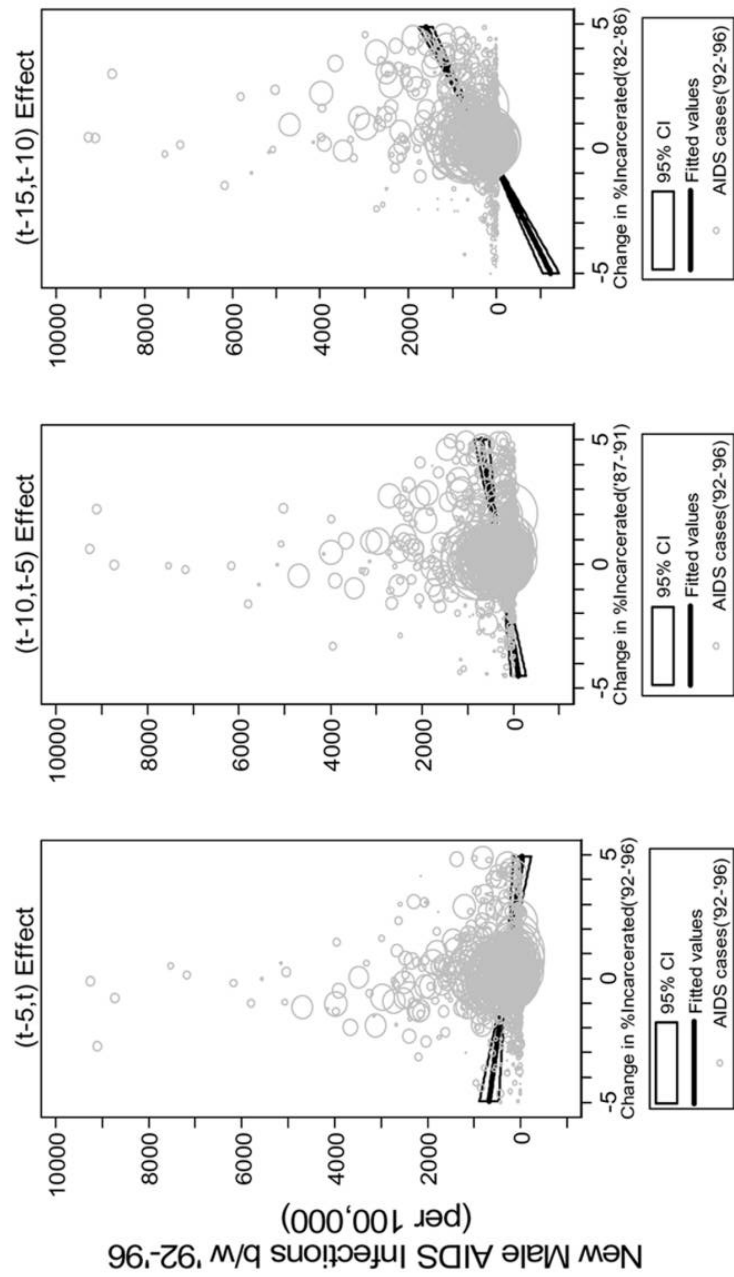 New Male AIDS Infections b/w '92-'96
(per 100,000)
(t-5,t) Effect
10000
8000
6000
4000
2000
0
-5
0
5
Change in %Incarcerated('92-'96)
95% CI
Fitted values
AIDS cases('92-'96)
(t-10,t-5) Effect
10000
8000
6000
4000
2000
0
-5
0
5
Change in %Incarcerated('87-'91)
95% CI
Fitted values
AIDS cases('92-'96)
(t-15,t-10) Effect
10000
8000
6000
4000
2000
0
-5
0
5
Change in %Incarcerated('82-'86)
95% CI
Fitted values
AIDS cases('92-'96)